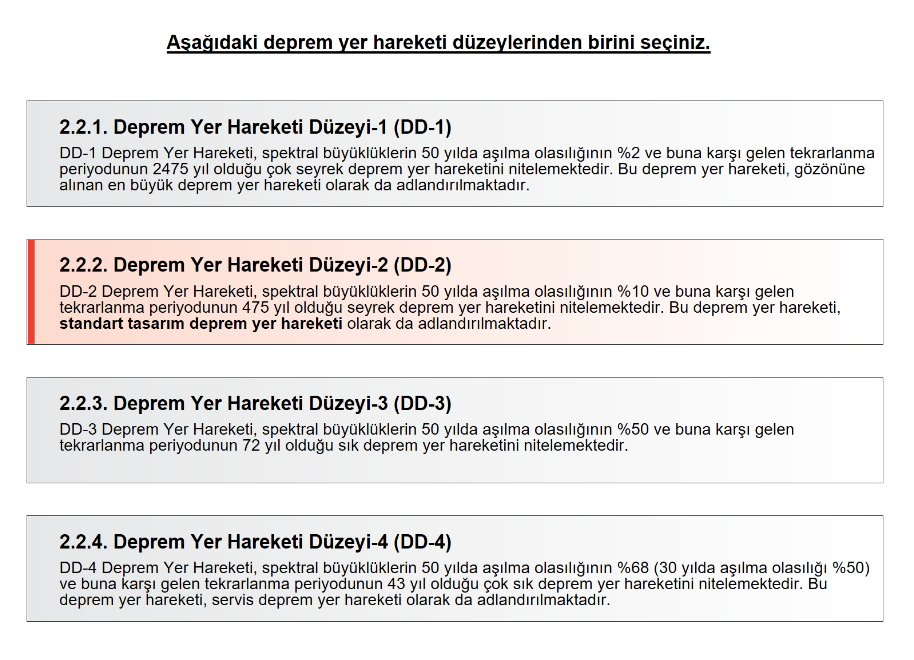 Aşağıdaki deprem yer hareketi düzeylerinden birini seçiniz.
2.2.1. Deprem Yer Hareketi Düzeyi-1 (DD-1)
DD-1 Deprem Yer Hareketi, spektral büyüklüklerin 50 yılda aşılma olasılığının %2 ve buna karşı gelen tekrarlanma
periyodunun 2475 yıl olduğu çok seyrek deprem yer hareketini nitelemektedir. Bu deprem yer hareketi, gözönüne
alınan en büyük deprem yer hareketi olarak da adlandırılmaktadır.
2.2.2. Deprem Yer Hareketi Düzeyi-2 (DD-2)
DD-2 Deprem Yer Hareketi, spektral büyüklüklerin 50 yılda aşılma olasılığının %10 ve buna karşı gelen
tekrarlanma periyodunun 475 yıl olduğu seyrek deprem yer hareketini nitelemektedir. Bu deprem yer hareketi,
standart tasarım deprem yer hareketi olarak da adlandırılmaktadır.
2.2.3. Deprem Yer Hareketi Düzeyi-3 (DD-3)
DD-3 Deprem Yer Hareketi, spektral büyüklüklerin 50 yılda aşılma olasılığının %50 ve buna karşı gelen
tekrarlanma periyodunun 72 yıl olduğu sık deprem yer hareketini nitelemektedir.
2.2.4. Deprem Yer Hareketi Düzeyi-4 (DD-4)
DD-4 Deprem Yer Hareketi, spektral büyüklüklerin 50 yılda aşılma olasılığının %68 (30 yılda aşılma olasılığı %50)
ve buna karşı gelen tekrarlanma periyodunun 43 yıl olduğu çok sık deprem yer hareketini nitelemektedir. Bu
deprem yer hareketi, servis deprem yer hareketi olarak da adlandırılmaktadır.